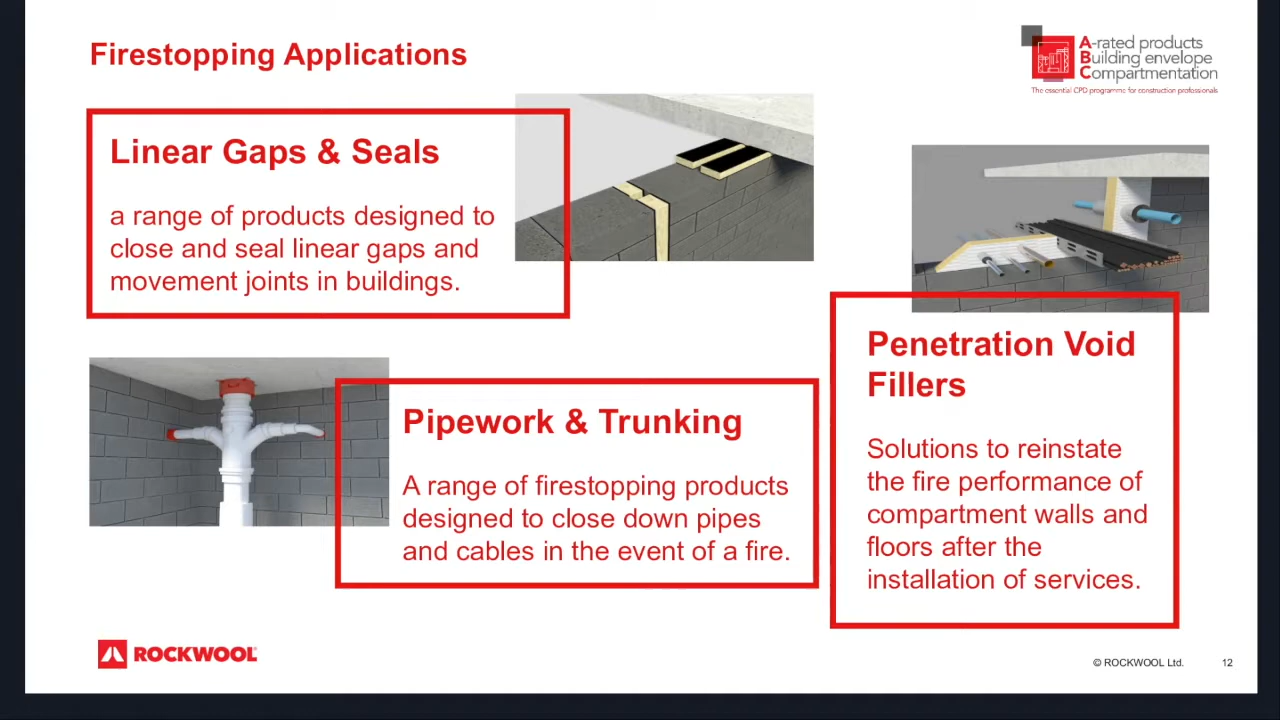 Firestopping Applications
A-rated products
Building envelope
Compartmentation
The essential CPD programme for construction professionals
Linear Gaps & Seals
a range of products designed to
close and seal linear gaps and
movement joints in buildings.
Pipework & Trunking
A range of firestopping products
designed to close down pipes
and cables in the event of a fire.
Penetration Void
Fillers
Solutions to reinstate
the fire performance of
compartment walls and
floors after the
installation of services.
ROCKWOOL
© ROCKWOOL Ltd.
12